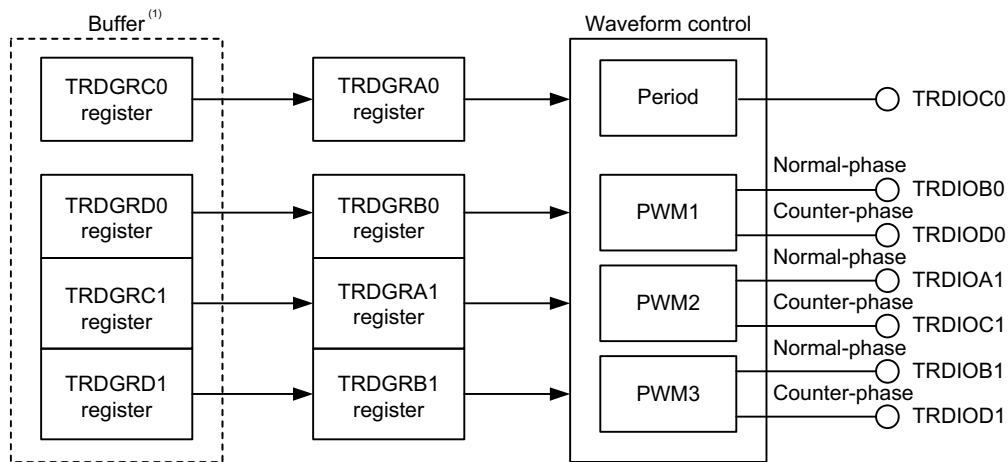 Buffer (1)
Waveform control
TRDGRC0
register
TRDGRA0
register
Period
TRDIOC0
TRDGRD0
register
TRDGRB0
register
PWM1
Normal-phase
TRDIOB0
Counter-phase
TRDIOD0
TRDGRC1
register
TRDGRA1
register
PWM2
Normal-phase
TRDIOA1
Counter-phase
TRDIOC1
TRDGRD1
register
TRDGRB1
register
PWM3
Normal-phase
TRDIOB1
Counter-phase
TRDIOD1